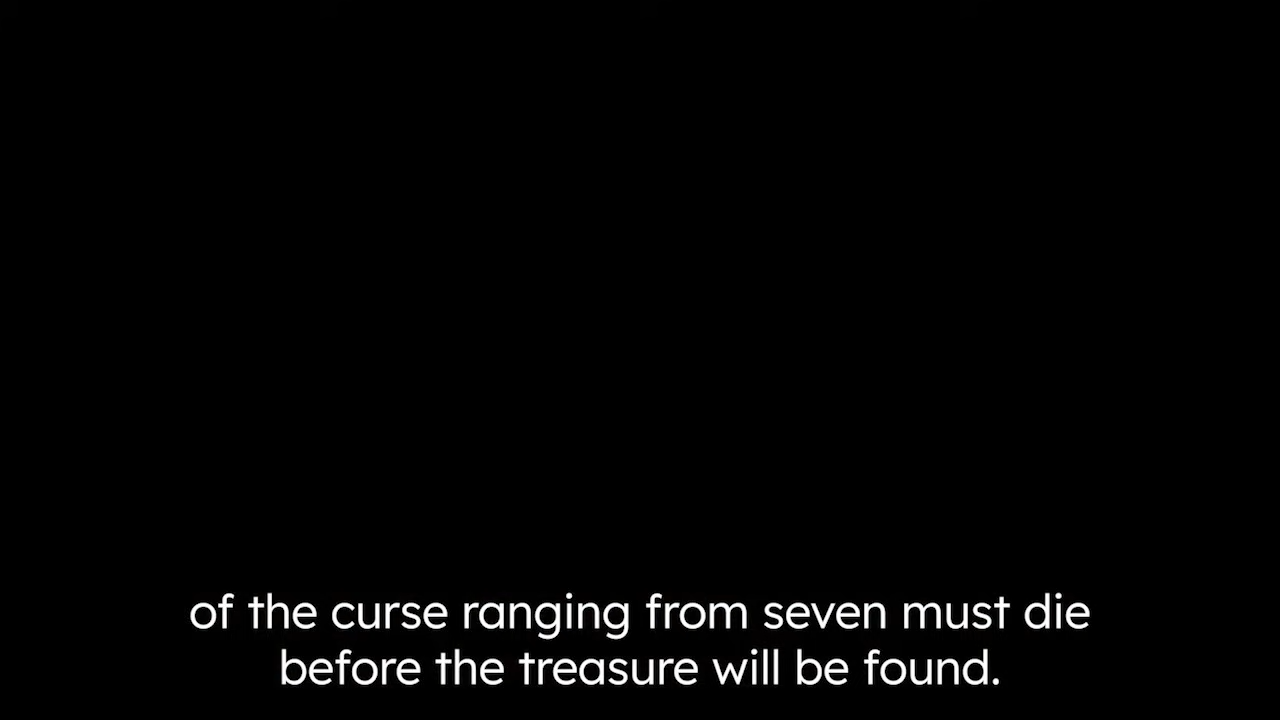 of the curse ranging from seven must die
before the treasure will be found.